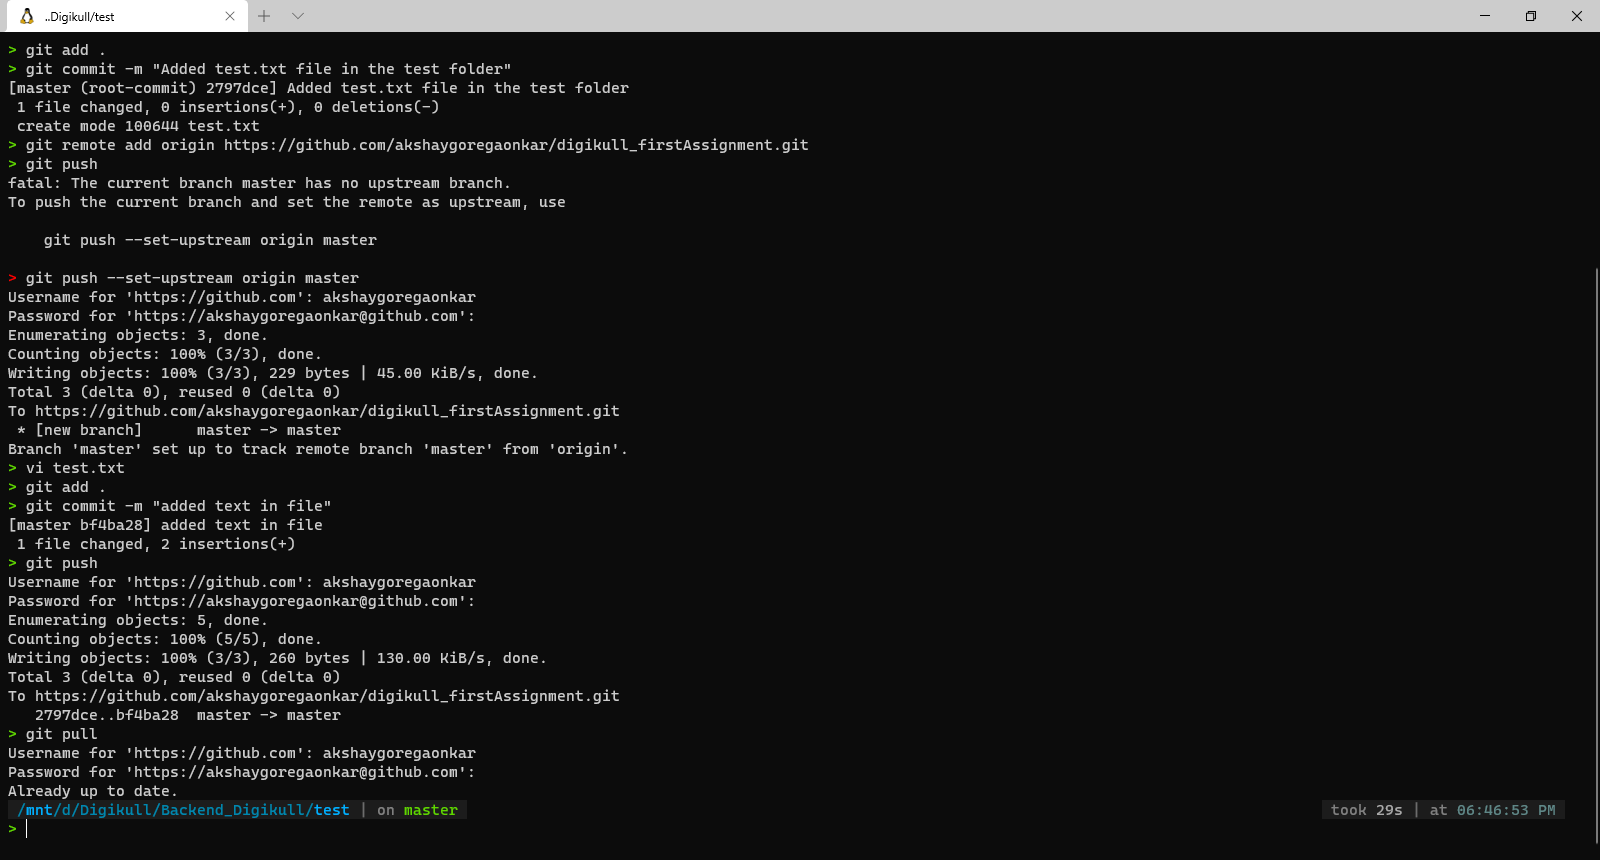 ..Digikull/test
> git add .
> git commit -m "Added test.txt file in the test folder"
[master (root-commit) 2797dce] Added test.txt file in the test folder
 1 file changed, 0 insertions(+), 0 deletions(-)
 create mode 100644 test.txt
> git remote add origin https://github.com/akshaygoregaonkar/digikull_firstAssignment.git
> git push
fatal: The current branch master has no upstream branch.
To push the current branch and set the remote as upstream, use
    git push --set-upstream origin master
> git push --set-upstream origin master
Username for 'https://github.com': akshaygoregaonkar
Password for 'https://akshaygoregaonkar@github.com':
Enumerating objects: 3, done.
Counting objects: 100% (3/3), done.
Writing objects: 100% (3/3), 229 bytes | 45.00 KiB/s, done.
Total 3 (delta 0), reused 0 (delta 0)
To https://github.com/akshaygoregaonkar/digikull_firstAssignment.git
 * [new branch]      master -> master
Branch 'master' set up to track remote branch 'master' from 'origin'.
> vi test.txt
> git add .
> git commit -m "added text in file"
[master bf4ba28] added text in file
 1 file changed, 2 insertions(+)
> git push
Username for 'https://github.com': akshaygoregaonkar
Password for 'https://akshaygoregaonkar@github.com':
Enumerating objects: 5, done.
Counting objects: 100% (5/5), done.
Writing objects: 100% (3/3), 260 bytes | 130.00 KiB/s, done.
Total 3 (delta 0), reused 0 (delta 0)
To https://github.com/akshaygoregaonkar/digikull_firstAssignment.git
   2797dce..bf4ba28  master -> master
> git pull
Username for 'https://github.com': akshaygoregaonkar
Password for 'https://akshaygoregaonkar@github.com':
Already up to date.
/mnt/d/Digikull/Backend_Digikull/test | on master took 29s | at 06:46:53 PM
>